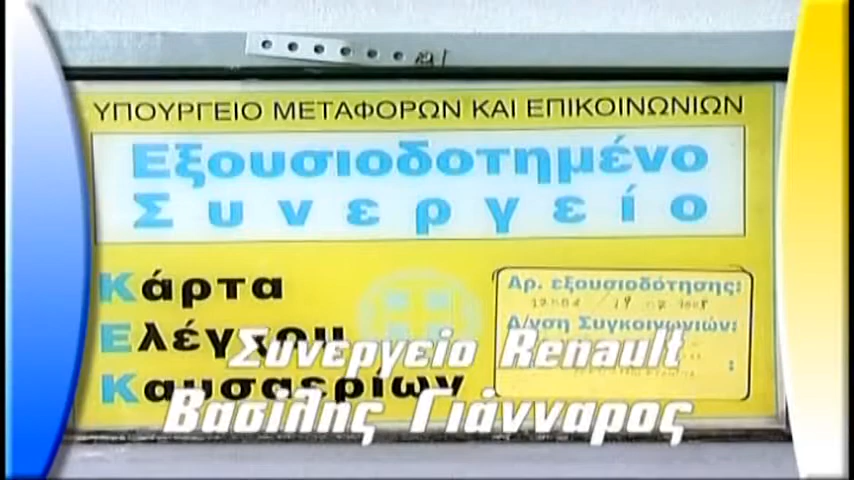 ΥΠΟΥΡΓΕΙΟ ΜΕΤΑΦΟΡΩΝ ΚΑΙ ΕΠΙΚΟΙΝΩΝΙΩΝ
Εξουσιοδοτημένο
Συνεργείο
Κάρτα
Ελέγχου
Καυσαερίων
Αρ. εξουσιοδότησης:
Δ/νση Συγκοινωνιών:
Συνεργείο Renault
Βασίλης Γιάνναρος